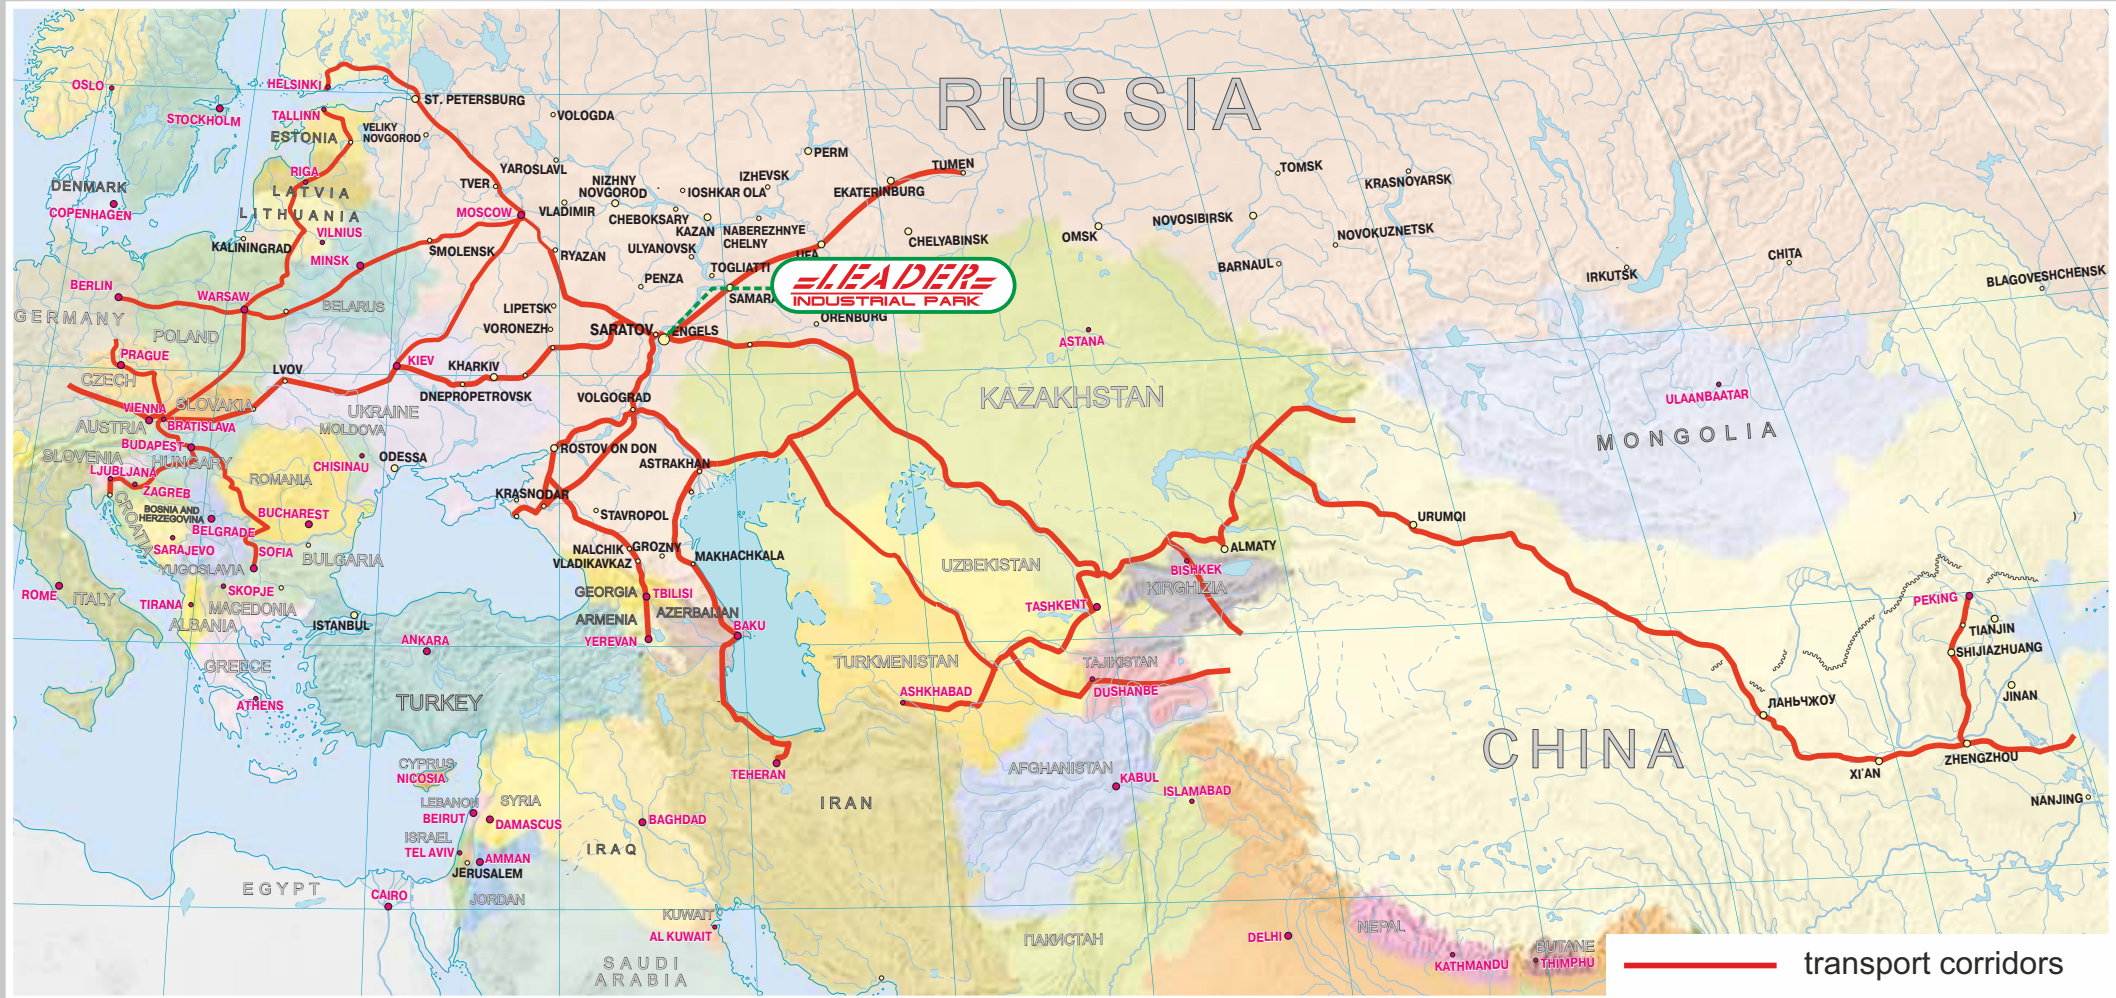 RUSSIA
OSLO
HELSINKI
ST. PETERSBURG
STOCKHOLM
TALLINN
VOLOGDA
ESTONIA
VELIKY
NOVGOROD
PERM
TUMEN
TOMSK
RIGA
YAROSLAVL
TVER
NIZHNY
NOVGOROD
IZHEVSK
IOSHKAR OLA
EKATERINBURG
KRASNOYARSK
DENMARK
LATVIA
COPENHAGEN
LITHUANIA
MOSCOW
VLADIMIR
CHEBOKSARY
KAZAN
NABEREZHNYE
CHELNY
NOVOSIBIRSK
NOVOKUZNETSK
VILNIUS
KALININGRAD
SMOLENSK
ULYANOVSK
CHELYABINSK
OMSK
MINSK
RYAZAN
UFA
TOGLIATTI
BARNAUL
IRKUTSK
CHITA
BLAGOVESHCHENSK
BERLIN
WARSAW
PENZA
LEADER
INDUSTRIAL PARK
SAMARA
GERMANY
BELARUS
LIPETSK
ORENBURG
POLAND
VORONEZH
SARATOV
ENGELS
ASTANA
PRAGUE
KIEV
KHARKIV
CZECH
LVOV
DNEPROPETROVSK
VOLGOGRAD
KAZAKHSTAN
ULAANBAATAR
VIENNA
SLOVAKIA
UKRAINE
AUSTRIA
BRATISLAVA
MOLDOVA
MONGOLIA
BUDAPEST
ODESSA
ROSTOV ON DON
SLOVENIA
HUNGARY
CHISINAU
ASTRAKHAN
LJUBLJANA
ROMANIA
ZAGREB
KRASNODAR
CROATIA
BOSNIA AND
HERZEGOVINA
BUCHAREST
STAVROPOL
URUMQI
BELGRADE
SARAJEVO
SOFIA
BULGARIA
NALCHIK
GROZNY
MAKHACHKALA
ALMATY
YUGOSLAVIA
VLADIKAVKAZ
UZBEKISTAN
BISHKEK
KIRGHIZIA
ROME
ITALY
SKOPJE
GEORGIA
TBILISI
TIRANA
MACEDONIA
AZERBAIJAN
TASHKENT
PEKING
ALBANIA
ISTANBUL
ARMENIA
BAKU
TIANJIN
ANKARA
YEREVAN
SHIJIAZHUANG
GREECE
TURKMENISTAN
TAJIKISTAN
ATHENS
TURKEY
ASHKHABAD
DUSHANBE
JINAN
ЛАНЬЧЖОУ
CHINA
CYPRUS
NICOSIA
TEHERAN
AFGHANISTAN
KABUL
XI'AN
ZHENGZHOU
LEBANON
SYRIA
IRAN
ISLAMABAD
NANJING
BEIRUT
DAMASCUS
BAGHDAD
ISRAEL
TEL AVIV
AMMAN
IRAQ
JERUSALEM
EGYPT
CAIRO
JORDAN
KUWAIT
AL KUWAIT
ПАКИСТАН
DELHI
NEPAL
BUTANE
SAUDI
ARABIA
KATHMANDU
THIMPHU
transport corridors